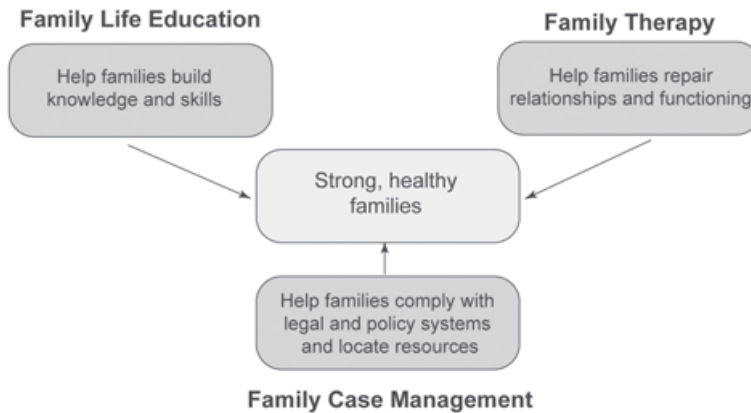 Family Life Education
Help families build
knowledge and skills
Family Therapy
Help families repair
relationships and functioning
Strong, healthy
families
Help families comply with
legal and policy systems
and locate resources
Family Case Management